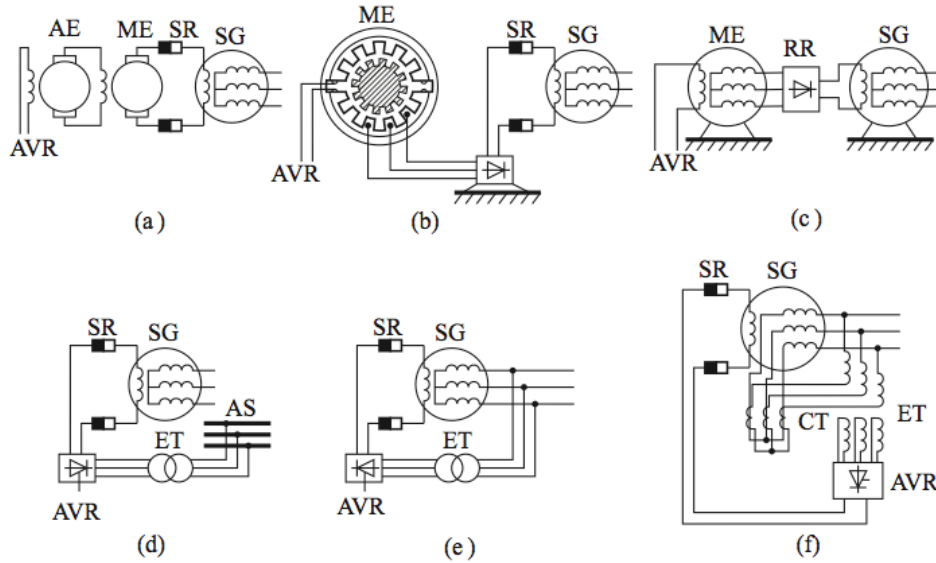 AE ME SR SG
AVR
(a)
ME SR SG
AVR
(b)
ME RR SG
AVR
(c)
SR SG
AS
ET
AVR
(d)
SR SG
ET
AVR
(e)
SR SG
CT ET
AVR
(f)